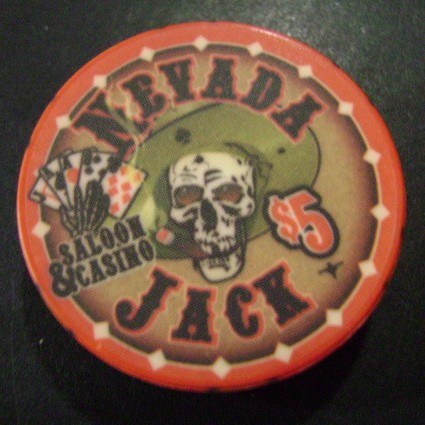 NEVADA
$5
SALOON
& CASINO
JACK